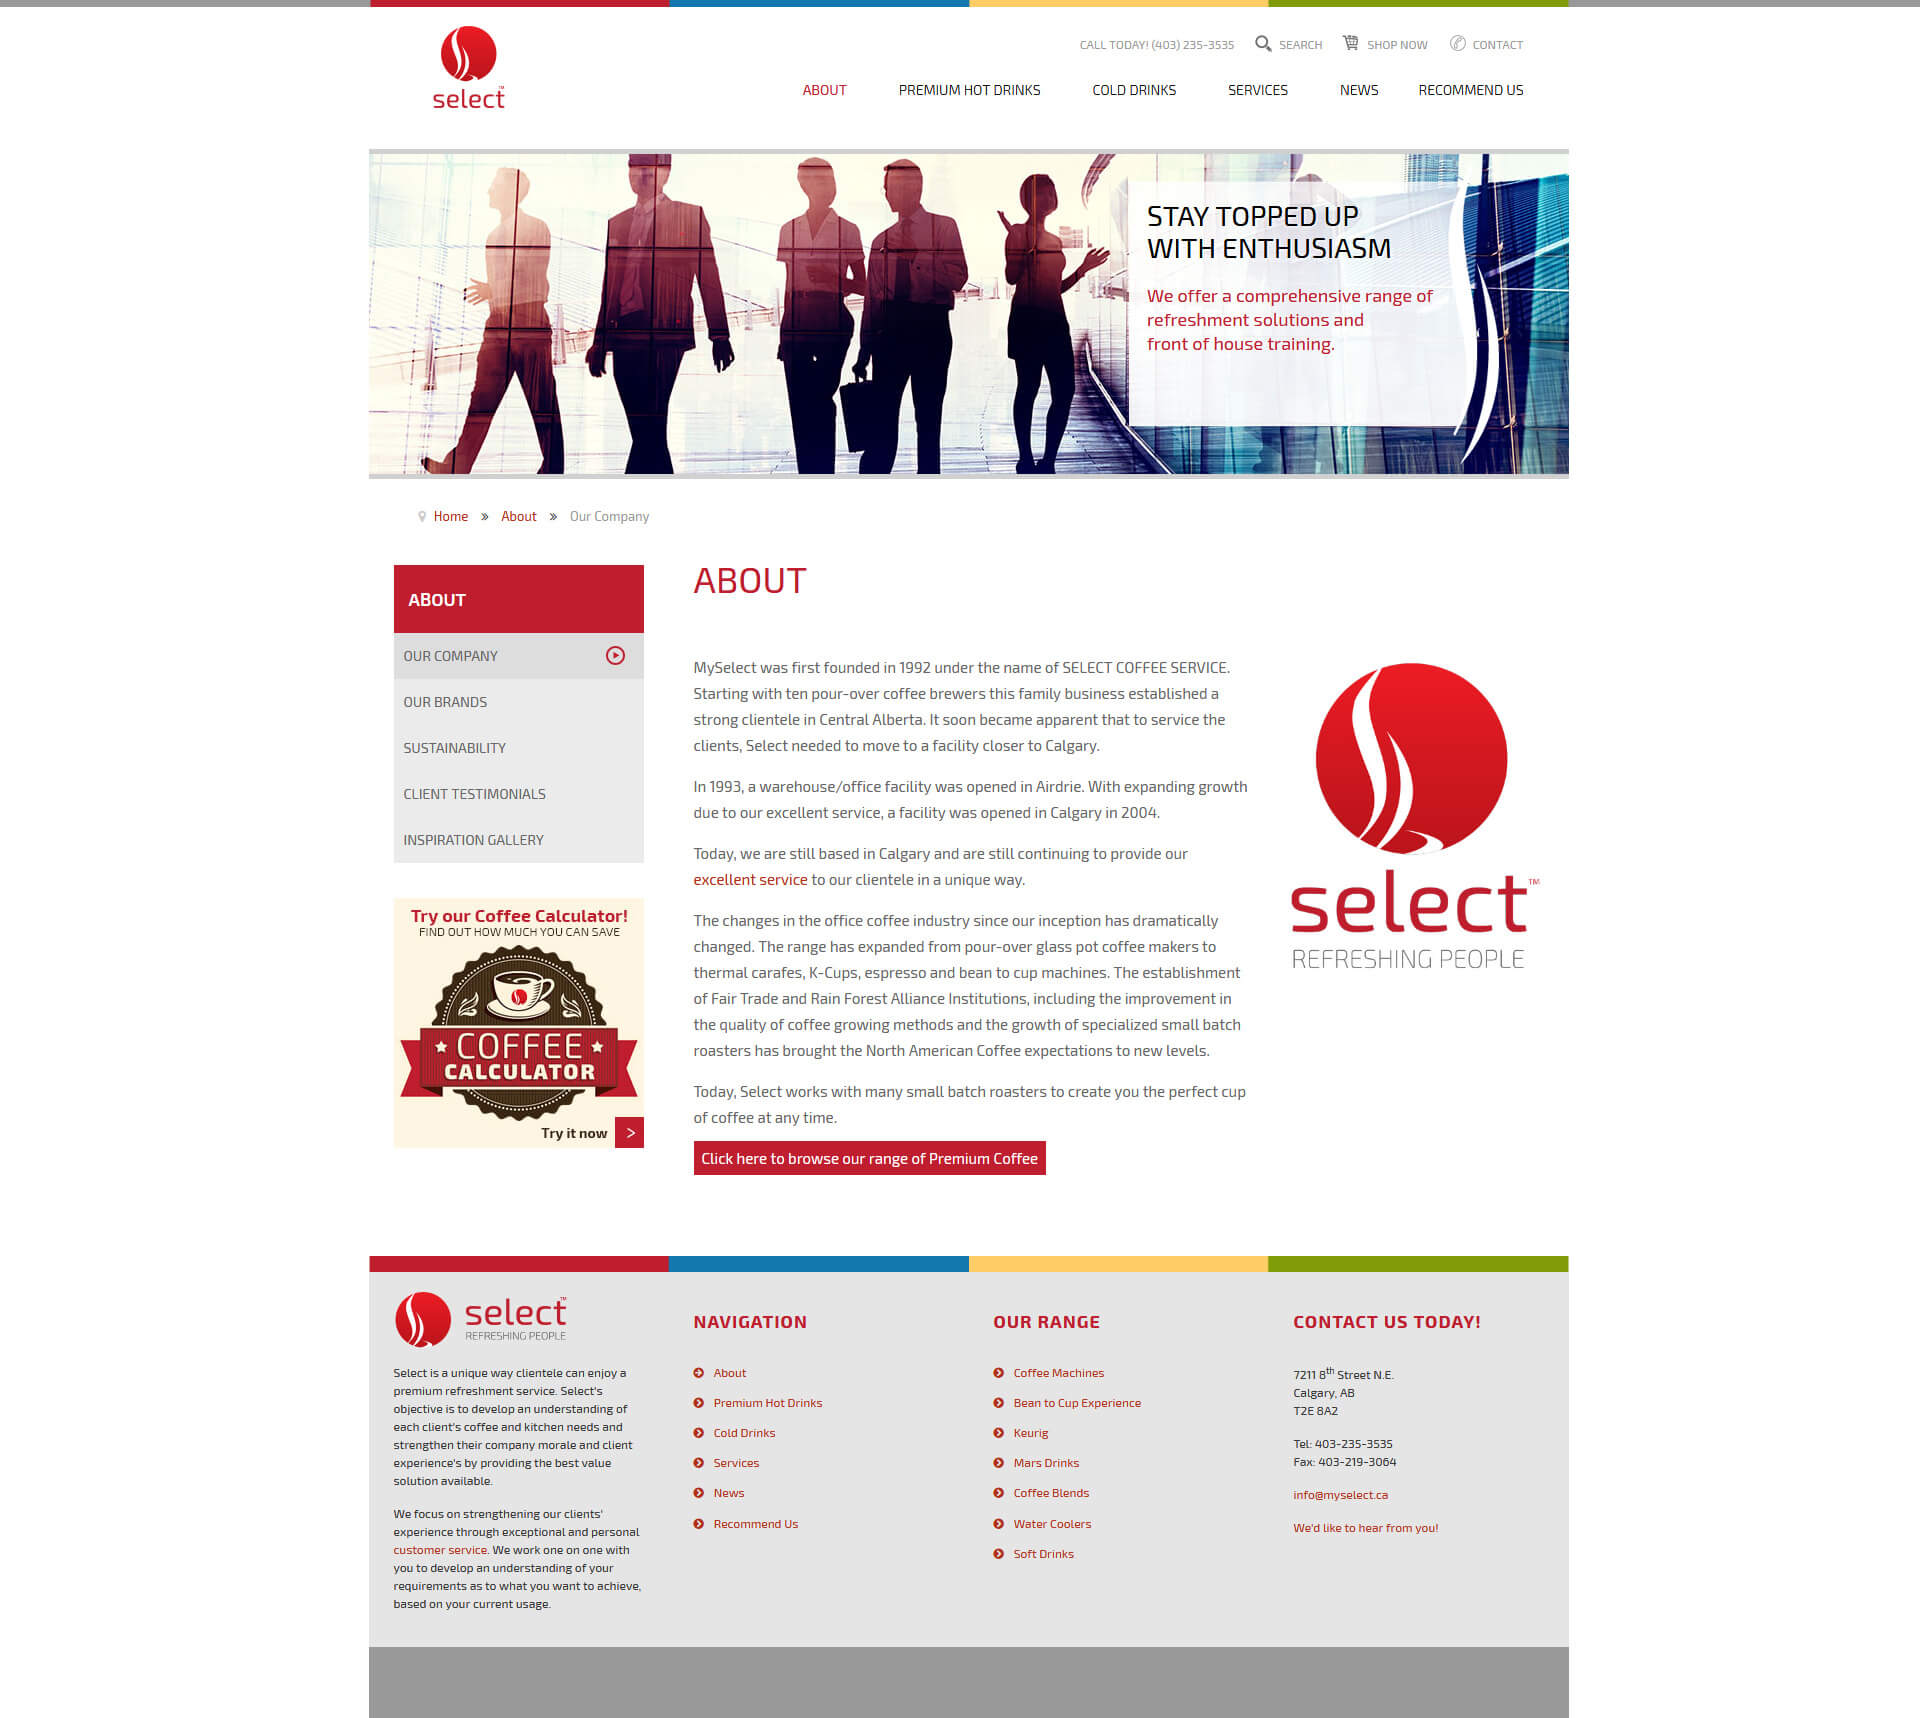 select™
CALL TODAY! (403) 235-3535
SEARCH
SHOP NOW
CONTACT
ABOUT
PREMIUM HOT DRINKS
COLD DRINKS
SERVICES
NEWS
RECOMMEND US
STAY TOPPED UP
WITH ENTHUSIASM
We offer a comprehensive range of
refreshment solutions and
front of house training.
Home » About » Our Company
ABOUT
OUR COMPANY
OUR BRANDS
SUSTAINABILITY
CLIENT TESTIMONIALS
INSPIRATION GALLERY
Try our Coffee Calculator!
FIND OUT HOW MUCH YOU CAN SAVE
COFFEE
CALCULATOR
Try it now >
ABOUT
MySelect was first founded in 1992 under the name of SELECT COFFEE SERVICE.
Starting with ten pour-over coffee brewers this family business established a
strong clientele in Central Alberta. It soon became apparent that to service the
clients, Select needed to move to a facility closer to Calgary.
In 1993, a warehouse/office facility was opened in Airdrie. With expanding growth
due to our excellent service, a facility was opened in Calgary in 2004.
Today, we are still based in Calgary and are still continuing to provide our
excellent service to our clientele in a unique way.
The changes in the office coffee industry since our inception has dramatically
changed. The range has expanded from pour-over glass pot coffee makers to
thermal carafes, K-Cups, espresso and bean to cup machines. The establishment
of Fair Trade and Rain Forest Alliance Institutions, including the improvement in
the quality of coffee growing methods and the growth of specialized small batch
roasters has brought the North American Coffee expectations to new levels.
Today, Select works with many small batch roasters to create you the perfect cup
of coffee at any time.
Click here to browse our range of Premium Coffee
select™
REFRESHING PEOPLE
select™
REFRESHING PEOPLE
Select is a unique way clientele can enjoy a
premium refreshment service. Select's
objective is to develop an understanding of
each client's coffee and kitchen needs and
strengthen their company morale and client
experience's by providing the best value
solution available.
We focus on strengthening our clients'
experience through exceptional and personal
customer service. We work one on one with
you to develop an understanding of your
requirements as to what you want to achieve,
based on your current usage.
NAVIGATION
About
Premium Hot Drinks
Cold Drinks
Services
News
Recommend Us
OUR RANGE
Coffee Machines
Bean to Cup Experience
Keurig
Mars Drinks
Coffee Blends
Water Coolers
Soft Drinks
CONTACT US TODAY!
7211 8th Street N.E.
Calgary, AB
T2E 8A2
Tel: 403-235-3535
Fax: 403-219-3064
info@myselect.ca
We'd like to hear from you!